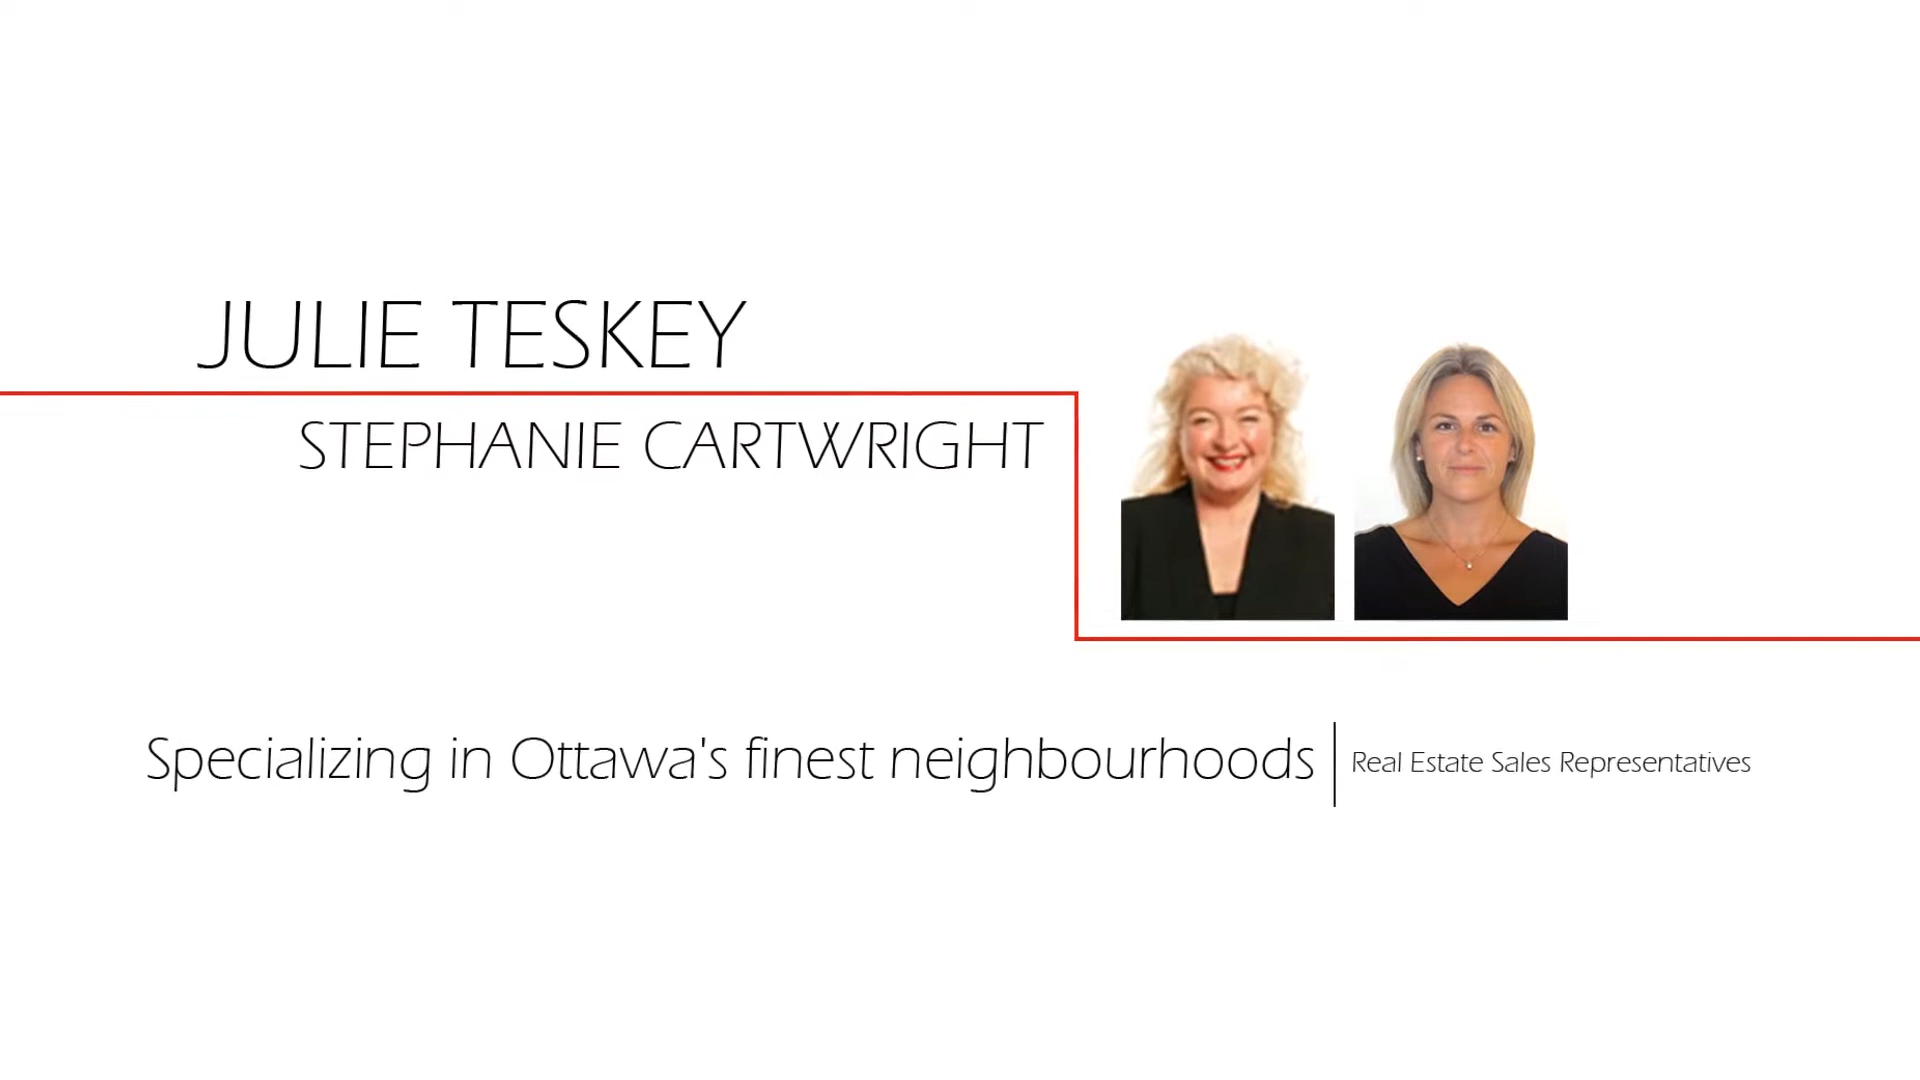 JULIE TESKEY
STEPHANIE CARTWRIGHT
Specializing in Ottawa's finest neighbourhoods
Real Estate Sales Representatives